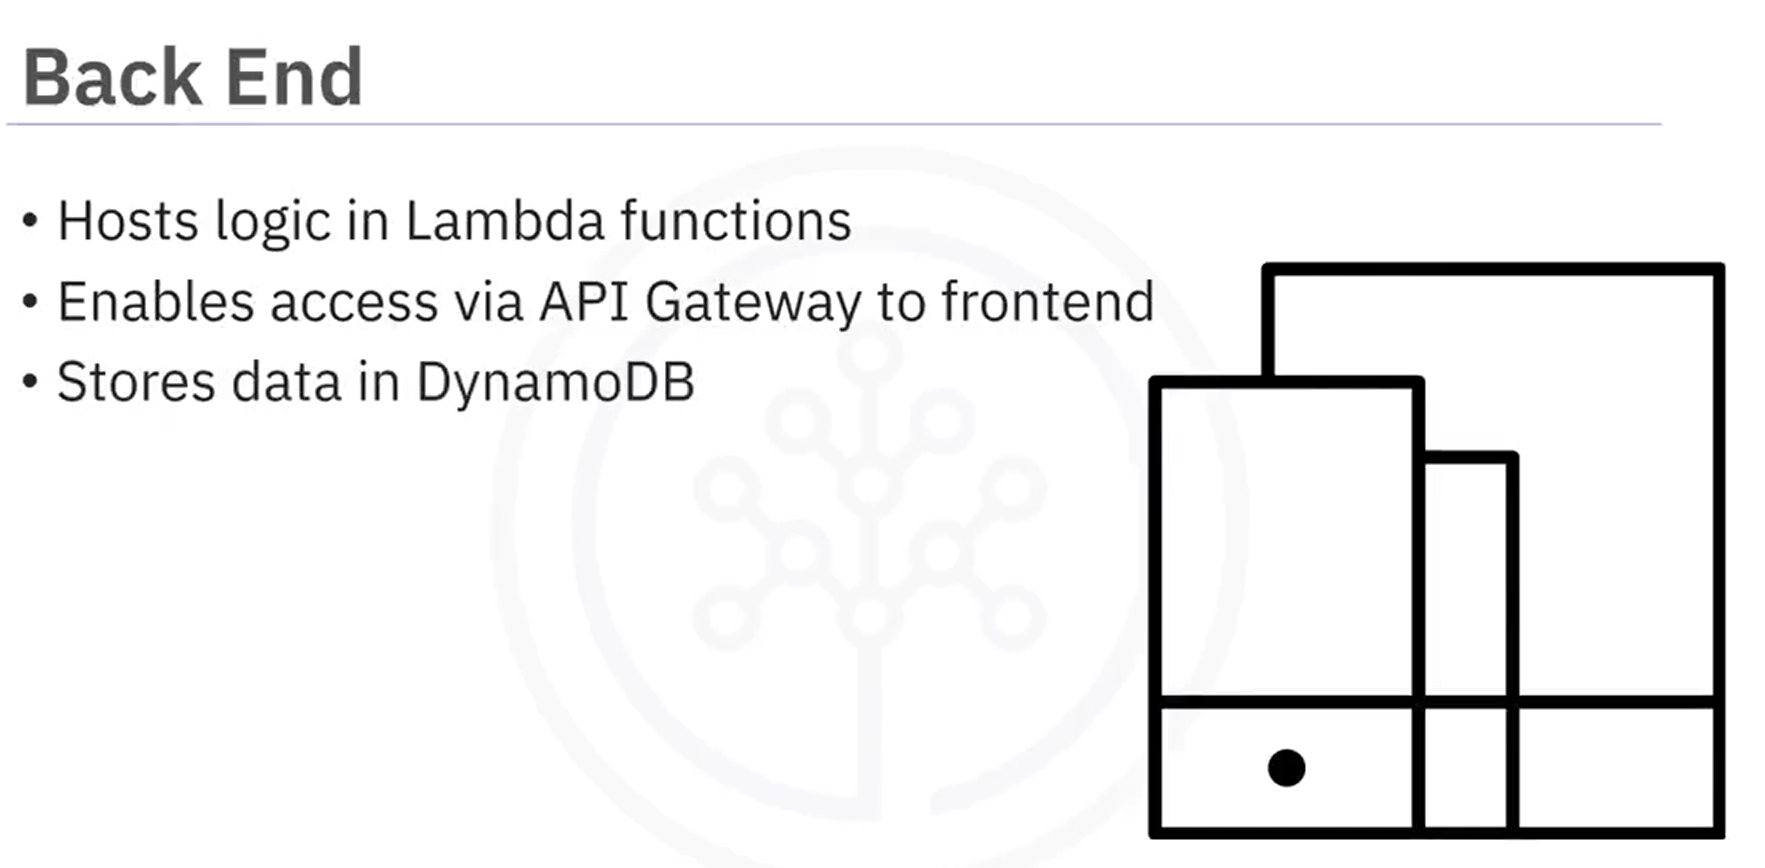 Back End
• Hosts logic in Lambda functions
• Enables access via API Gateway to frontend
• Stores data in DynamoDB